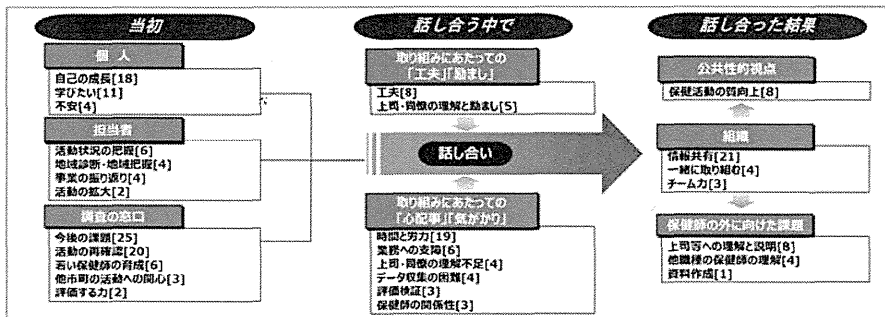 当初
個 人
自己の成長[18]
学びたい[11]
不安[4]
担当者
活動状況の把握[6]
地域診断・地域把握[4]
事業の振り返り[4]
活動の拡大[2]
調査の窓口
今後の課題[25]
活動の再確認[20]
若い保健師の育成[6]
他市町の活動への関心[3]
評価する力[2]
話し合う中で
取り組みにあたっての
「工夫」「励まし」
工夫[8]
上司・同僚の理解と励まし[5]
話し合い
取り組みにあたっての
「心配事」「気がかり」
時間と労力[19]
業務への支障[6]
上司・同僚の理解不足[4]
データ収集の困難[4]
評価検証[3]
保健師の関係性[3]
話し合った結果
公共性的視点
保健活動の質向上[8]
組織
情報共有[21]
一緒に取り組む[4]
チーム力[3]
保健師の外に向けた課題
上司等への理解と説明[8]
他職種の保健師の理解[4]
資料作成[1]